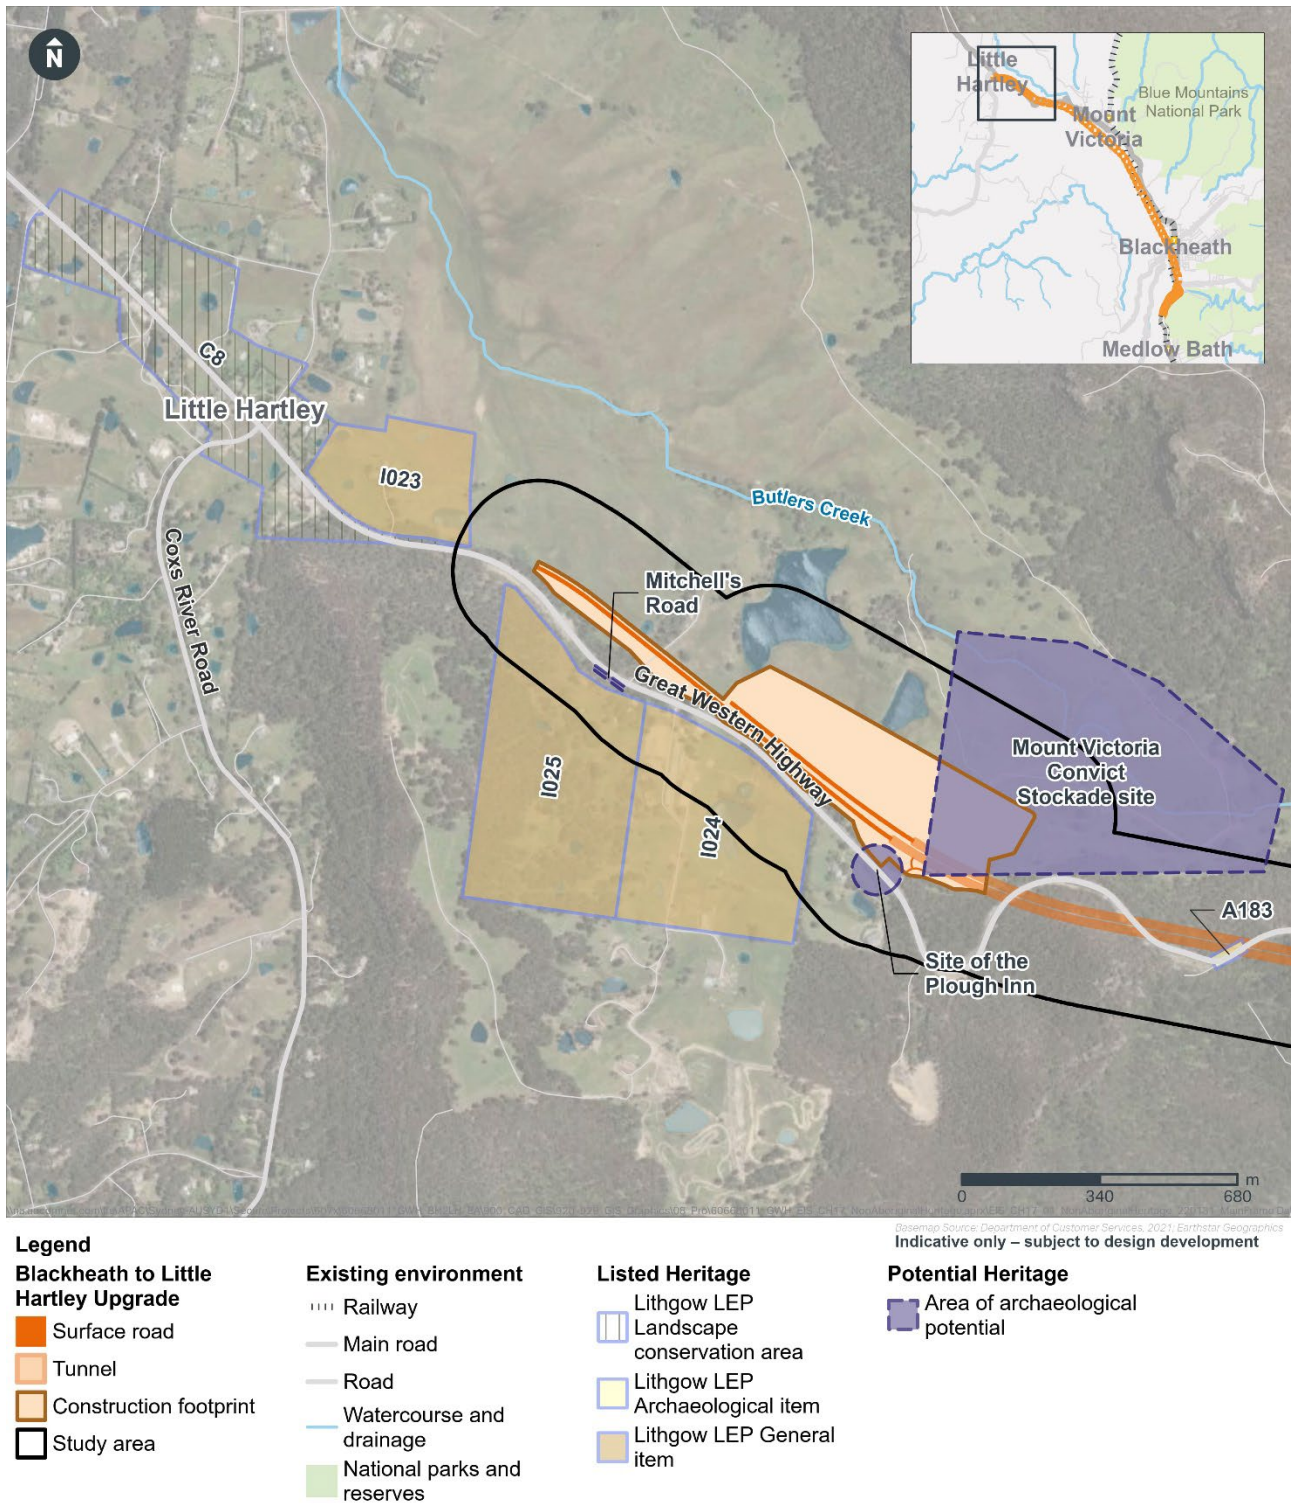 N
Little
Hartley
Blue Mountains
National Park
Mount
Victoria
Blackheath
Medlow Bath
C8
Little Hartley
I023
Coxs River Road
Butlers Creek
Mitchell's
Road
Great Western Highway
I025
I024
Mount Victoria
Convict
Stockade site
A183
Site of the
Plough Inn
0 340 680 m
Basemap Source: Department of Customer Services, 2021; Earthstar Geographics
Indicative only – subject to design development
Legend
Blackheath to Little
Hartley Upgrade
Surface road
Tunnel
Construction footprint
Study area
Existing environment
Railway
Main road
Road
Watercourse and
drainage
National parks and
reserves
Listed Heritage
Lithgow LEP
Landscape
conservation area
Lithgow LEP
Archaeological item
Lithgow LEP General
item
Potential Heritage
Area of archaeological
potential